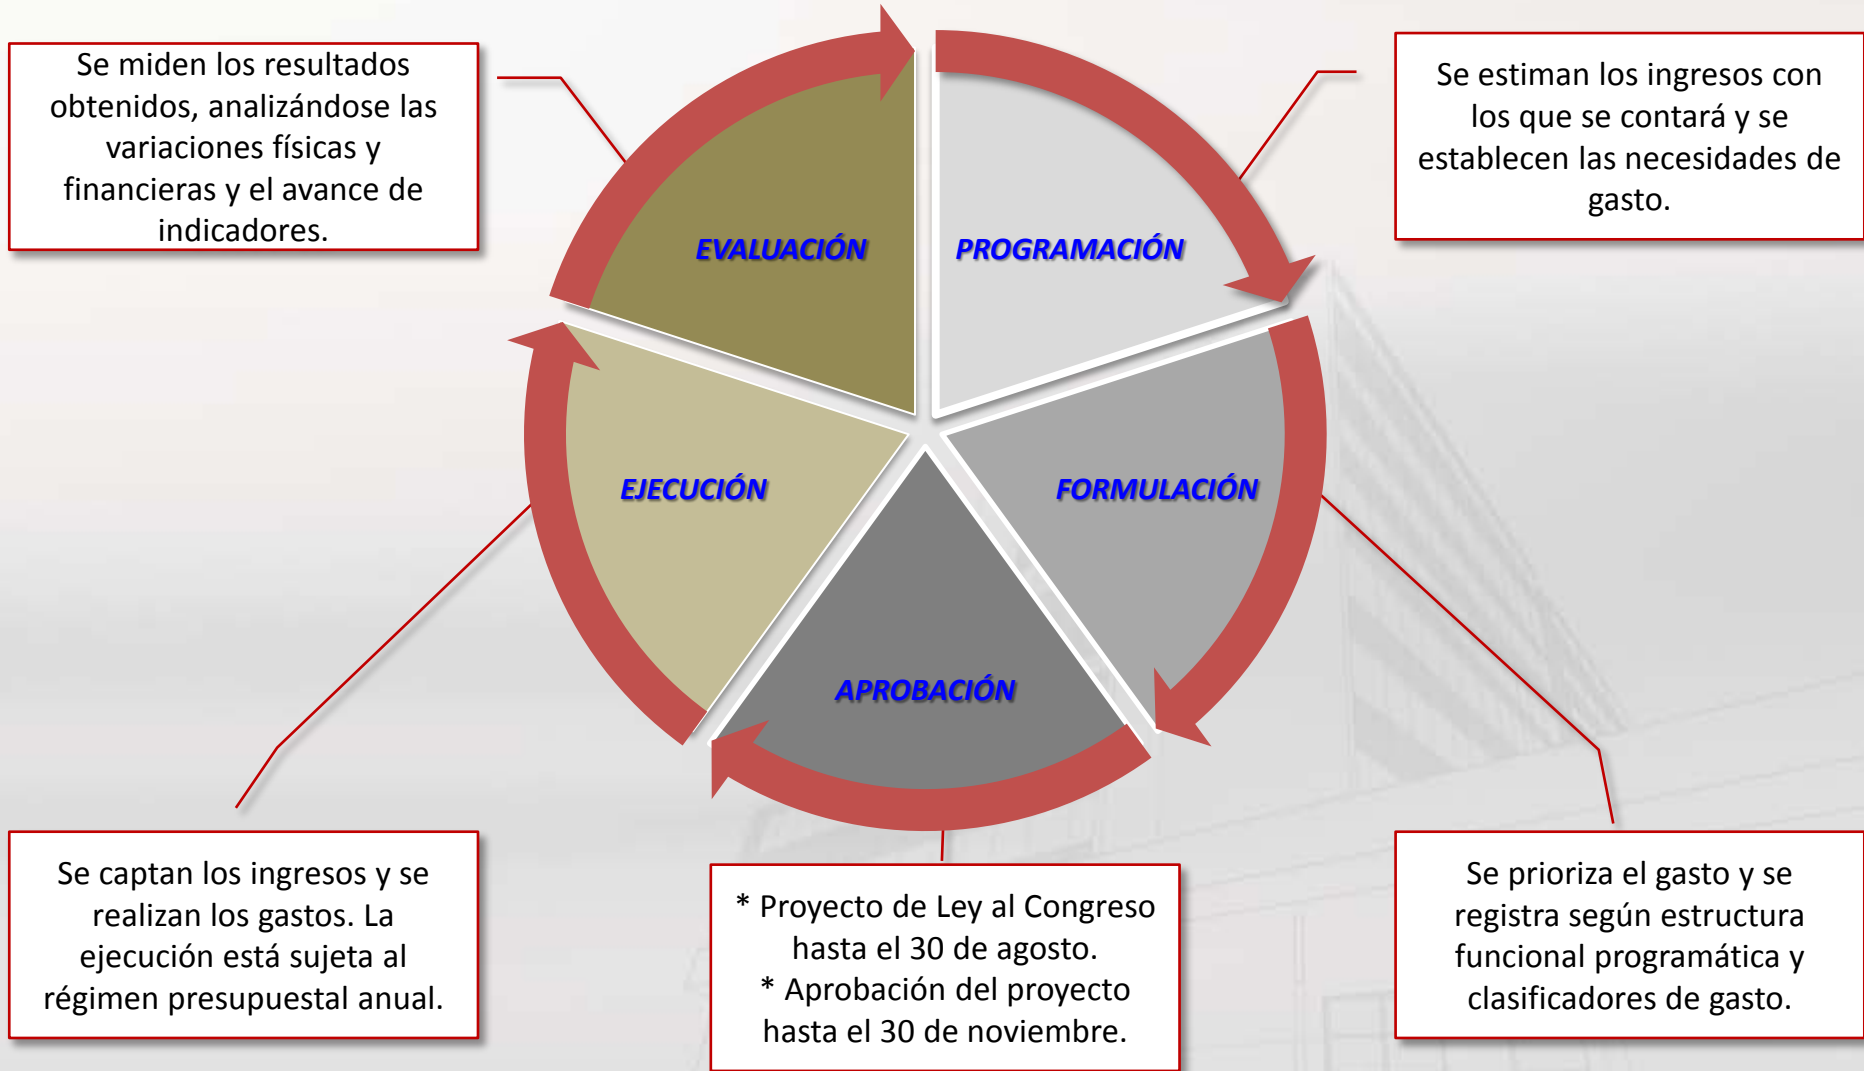 Se miden los resultados
obtenidos, analizándose las
variaciones físicas y
financieras y el avance de
indicadores.
Se estiman los ingresos con
los que se contará y se
establecen las necesidades de
gasto.
EVALUACIÓN
PROGRAMACIÓN
EJECUCIÓN
FORMULACIÓN
APROBACIÓN
Se captan los ingresos y se
realizan los gastos. La
ejecución está sujeta al
régimen presupuestal anual.
* Proyecto de Ley al Congreso
hasta el 30 de agosto.
* Aprobación del proyecto
hasta el 30 de noviembre.
Se prioriza el gasto y se
registra según estructura
funcional programática y
clasificadores de gasto.